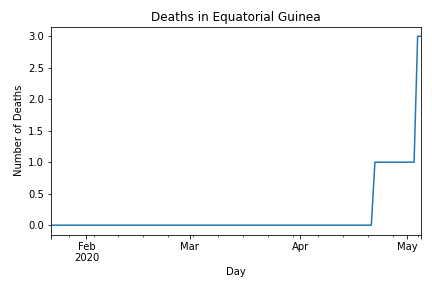 Deaths in Equatorial Guinea
3.0
2.5
2.0
1.5
1.0
0.5
0.0
Number of Deaths
Feb
2020
Mar
Apr
May
Day